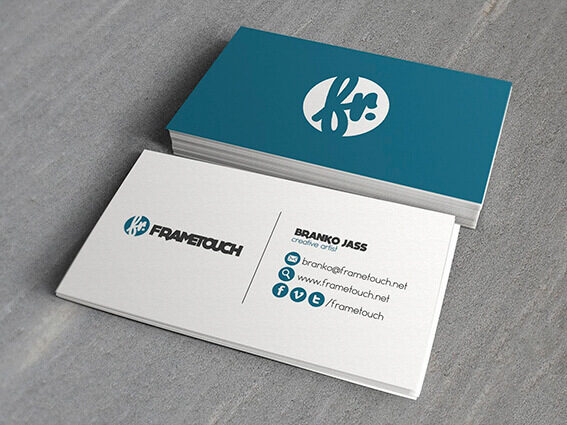 fr.
fr. FRAMETOUCH
BRANKO JASS
creative artist
branko@frametouch.net
www.frametouch.net
f v t /frametouch